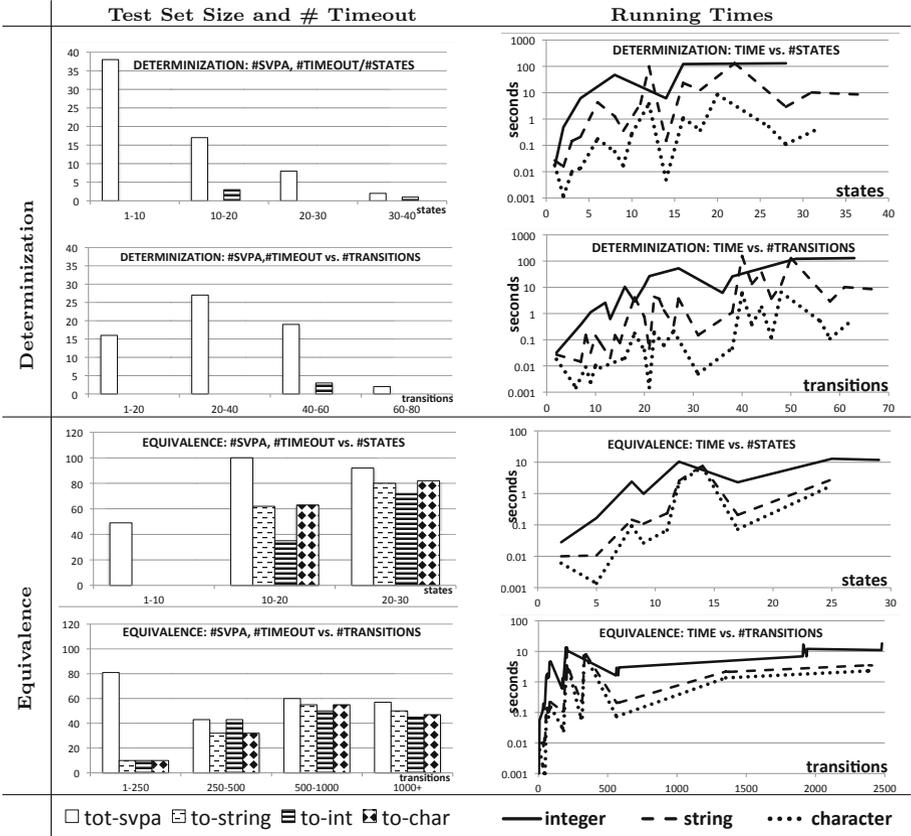 Test Set Size and # Timeout
Running Times
Determinization
DETERMINIZATION: #SVPA, #TIMEOUT/#STATES
40
35
30
25
20
15
10
5
0
1-10 10-20 20-30 30-40
states
DETERMINIZATION: TIME vs. #STATES
seconds
1000
100
10
1
0.1
0.01
0.001
0 5 10 15 20 25 30 35 40
states
DETERMINIZATION: #SVPA,#TIMEOUT vs. #TRANSITIONS
40
35
30
25
20
15
10
5
0
1-20 20-40 40-60 60-80
transitions
DETERMINIZATION: TIME vs. #TRANSITIONS
seconds
1000
100
10
1
0.1
0.01
0.001
0 10 20 30 40 50 60 70
transitions
Equivalence
EQUIVALENCE: #SVPA, #TIMEOUT vs. #STATES
120
100
80
60
40
20
0
1-10 10-20 20-30
states
EQUIVALENCE: TIME vs. #STATES
seconds
100
10
1
0.1
0.01
0.001
0 5 10 15 20 25 30
states
EQUIVALENCE: #SVPA, #TIMEOUT vs. #TRANSITIONS
120
100
80
60
40
20
0
1-250 250-500 500-1000 1000+
transitions
EQUIVALENCE: TIME vs. #TRANSITIONS
seconds
100
10
1
0.1
0.01
0.001
0 500 1000 1500 2000 2500
transitions
tot-svpa to-string to-int to-char
integer string character